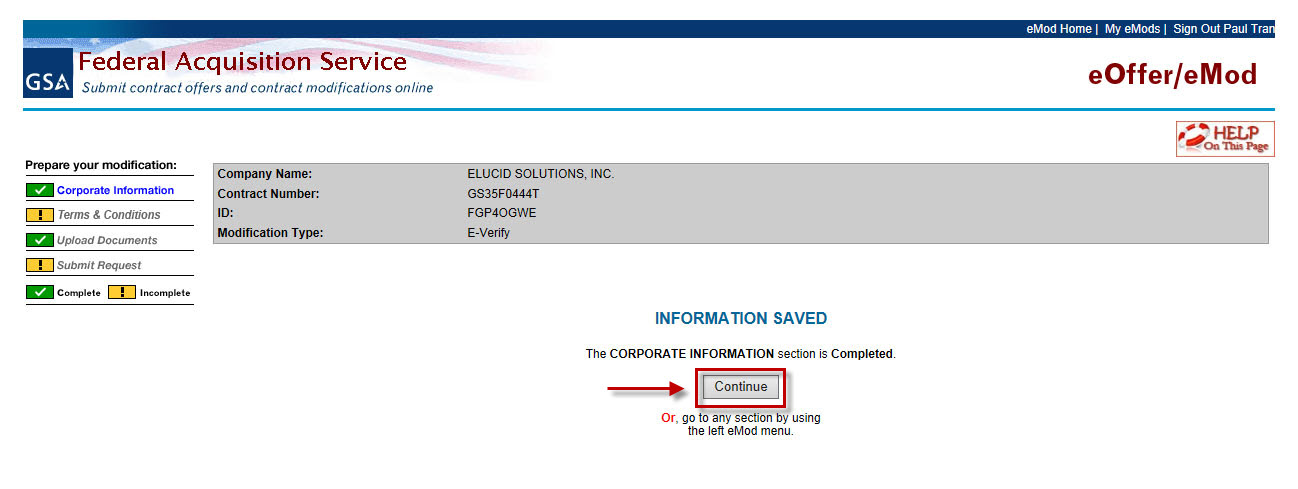 eMod Home | My eMods | Sign Out Paul Tran
GSA
Federal Acquisition Service
Submit contract offers and contract modifications online
eOffer/eMod
HELP
On This Page
Prepare your modification:
Corporate Information
! Terms & Conditions
Upload Documents
! Submit Request
Complete ! Incomplete
Company Name: ELUCID SOLUTIONS, INC.
Contract Number: GS35F0444T
ID: FGP4OGWE
Modification Type: E-Verify
INFORMATION SAVED
The CORPORATE INFORMATION section is Completed.
Continue
Or, go to any section by using
the left eMod menu.